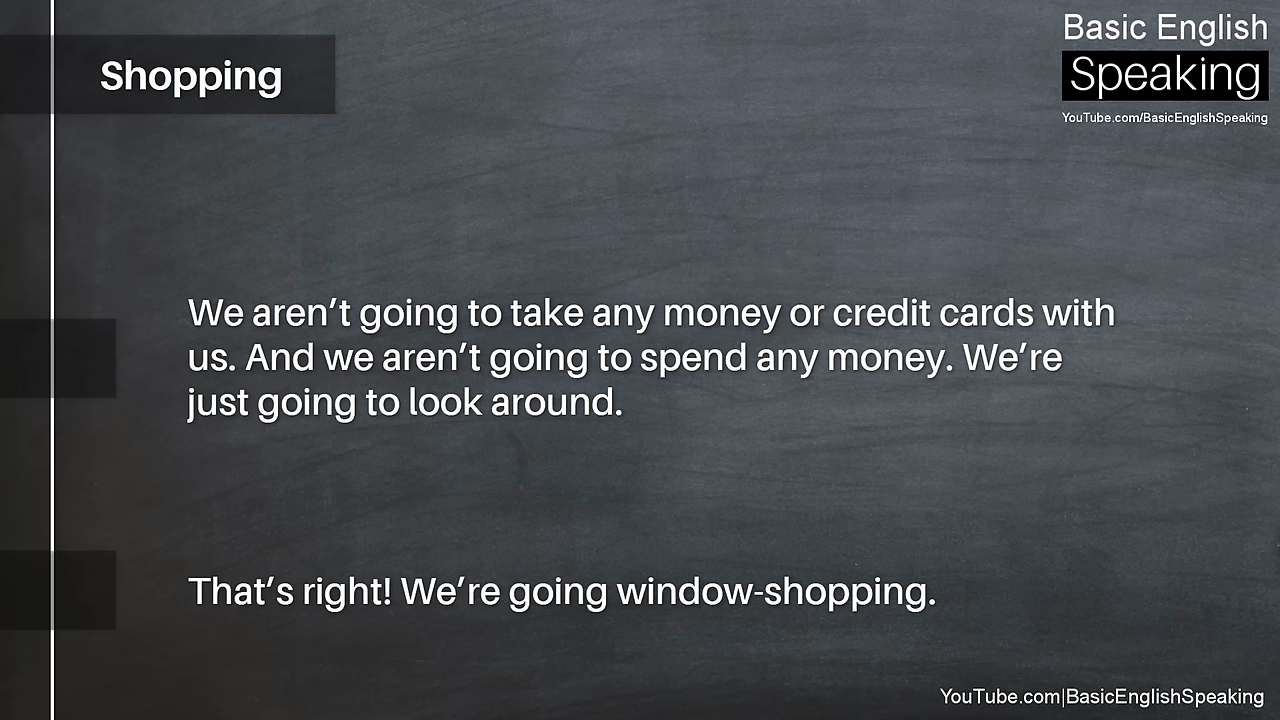 Basic English
Speaking
YouTube.com/BasicEnglishSpeaking
Shopping
We aren’t going to take any money or credit cards with
us. And we aren’t going to spend any money. We’re
just going to look around.
That’s right! We’re going window-shopping.
YouTube.com|BasicEnglishSpeaking